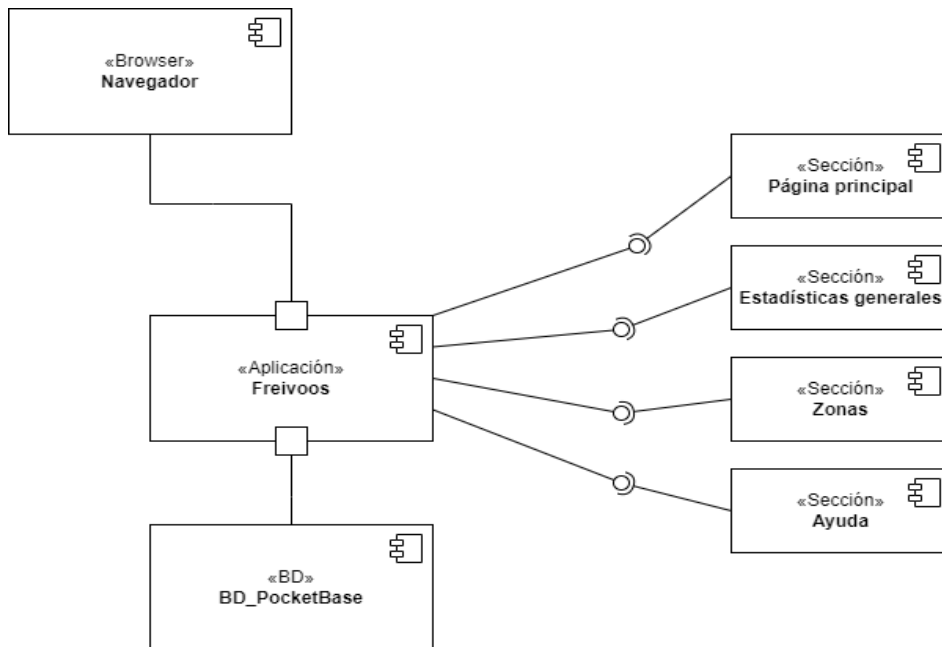 «Browser»
Navegador
«Sección»
Página principal
«Sección»
Estadísticas generales
«Aplicación»
Freivoos
«Sección»
Zonas
«Sección»
Ayuda
«BD»
BD_PocketBase